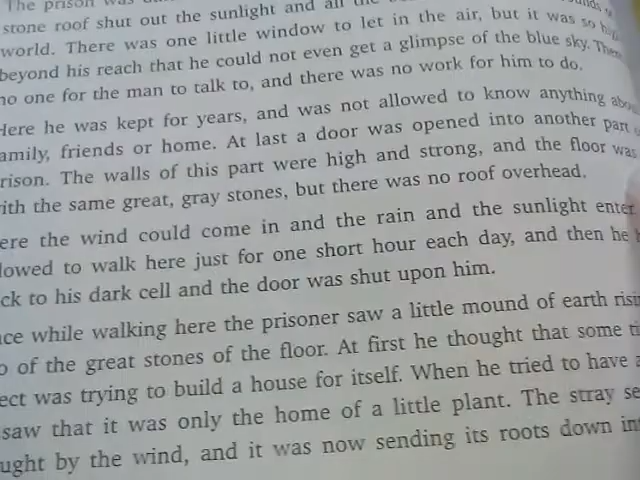 The prison was
stone roof shut out the sunlight and all the
world. There was one little window to let in the air, but it was so high
beyond his reach that he could not even get a glimpse of the blue sky. There
no one for the man to talk to, and there was no work for him to do.
Here he was kept for years, and was not allowed to know anything abou
amily, friends or home. At last a door was opened into another part o
rison. The walls of this part were high and strong, and the floor was
ith the same great, gray stones, but there was no roof overhead.
ere the wind could come in and the rain and the sunlight enter
lowed to walk here just for one short hour each day, and then he
ck to his dark cell and the door was shut upon him.
ce while walking here the prisoner saw a little mound of earth risin
o of the great stones of the floor. At first he thought that some ti
ect was trying to build a house for itself. When he tried to have a
saw that it was only the home of a little plant. The stray se
ught by the wind, and it was now sending its roots down int